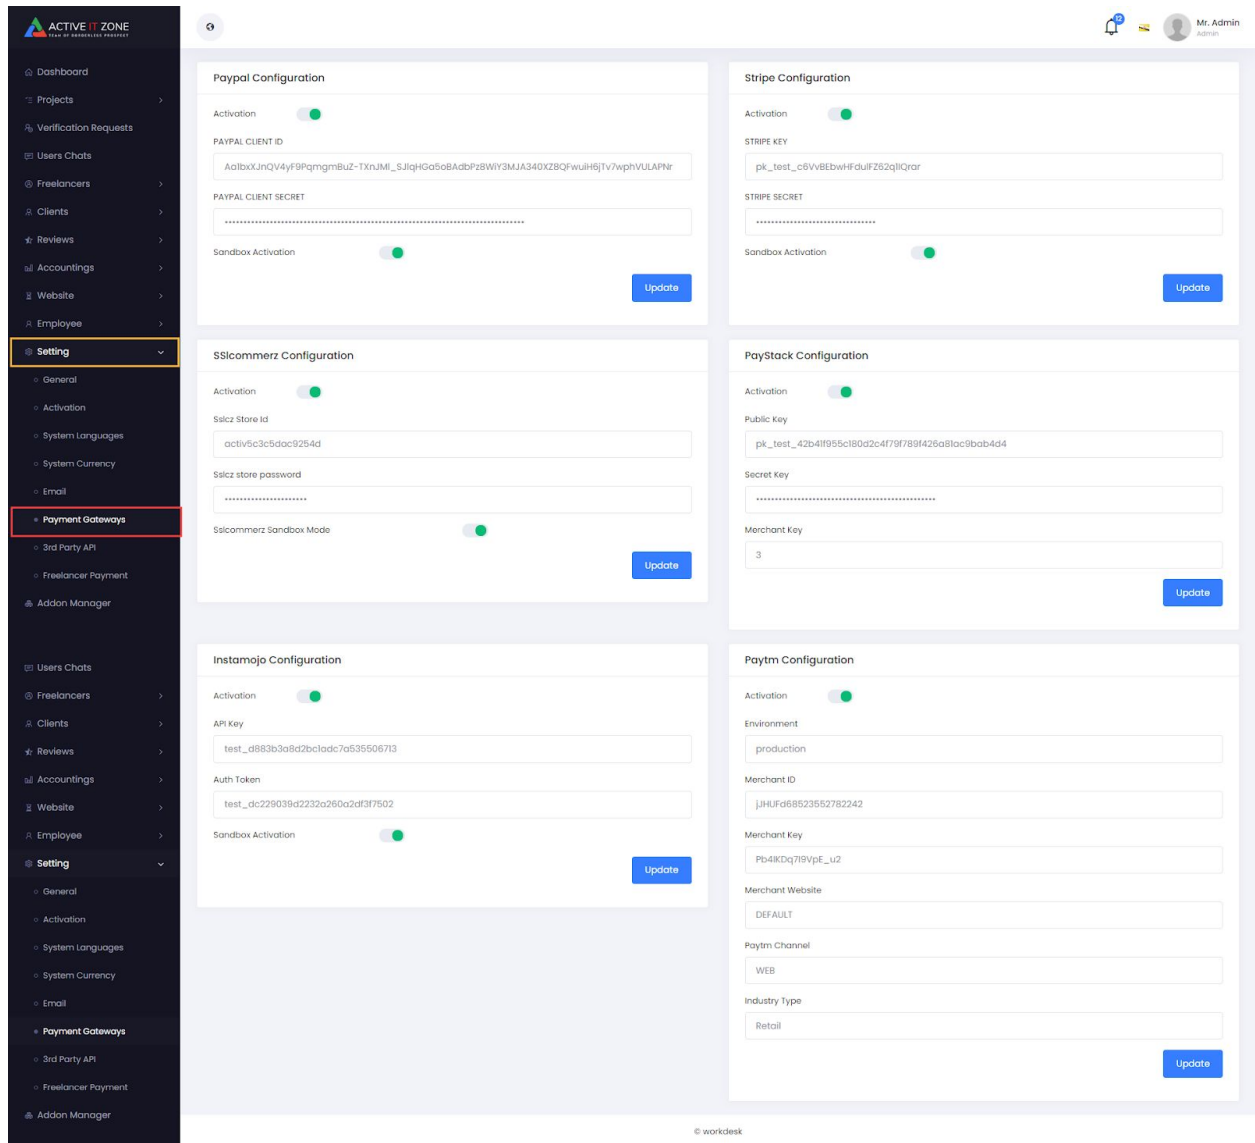 ACTIVE IT ZONE
TEAM OF BORDERLESS PROSPECT
12
Mr. Admin
Admin
Dashboard
Projects
Verification Requests
Users Chats
Freelancers
Clients
Reviews
Accountings
Website
Employee
Setting
General
Activation
System Languages
System Currency
Email
Payment Gateways
3rd Party API
Freelancer Payment
Addon Manager
Users Chats
Freelancers
Clients
Reviews
Accountings
Website
Employee
Setting
General
Activation
System Languages
System Currency
Email
Payment Gateways
3rd Party API
Freelancer Payment
Addon Manager
Paypal Configuration
Activation
PAYPAL CLIENT ID
PAYPAL CLIENT SECRET
Sandbox Activation
Update
Stripe Configuration
Activation
STRIPE KEY
STRIPE SECRET
Sandbox Activation
Update
SSlcommerz Configuration
Activation
Sslcz Store Id
activ5c3c5dac9254d
Sslcz store password
Sslcommerz Sandbox Mode
Update
PayStack Configuration
Activation
Public Key
pk_test_42b41f955c180d2c4f79f789f426a81ac9bab4d4
Secret Key
Merchant Key
3
Update
Instamojo Configuration
Activation
API Key
test_d883b3a8d2bc1adc7a535506713
Auth Token
test_dc229039d2232a260a2df3f7502
Sandbox Activation
Update
Paytm Configuration
Activation
Environment
production
Merchant ID
jJHUFd68523552782242
Merchant Key
Merchant Website
DEFAULT
Paytm Channel
WEB
Industry Type
Retail
Update
© workdesk